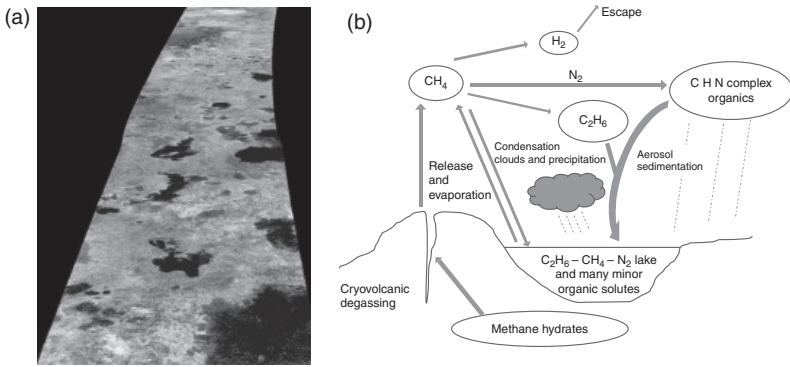 (a)
(b)
Escape
H₂
CH₄
N₂
C H N complex
organics
C₂H₆
Condensation
clouds and precipitation
Aerosol
sedimentation
Release
and
evaporation
C₂H₆ – CH₄ – N₂ lake
and many minor
organic solutes
Cryovolcanic
degassing
Methane hydrates